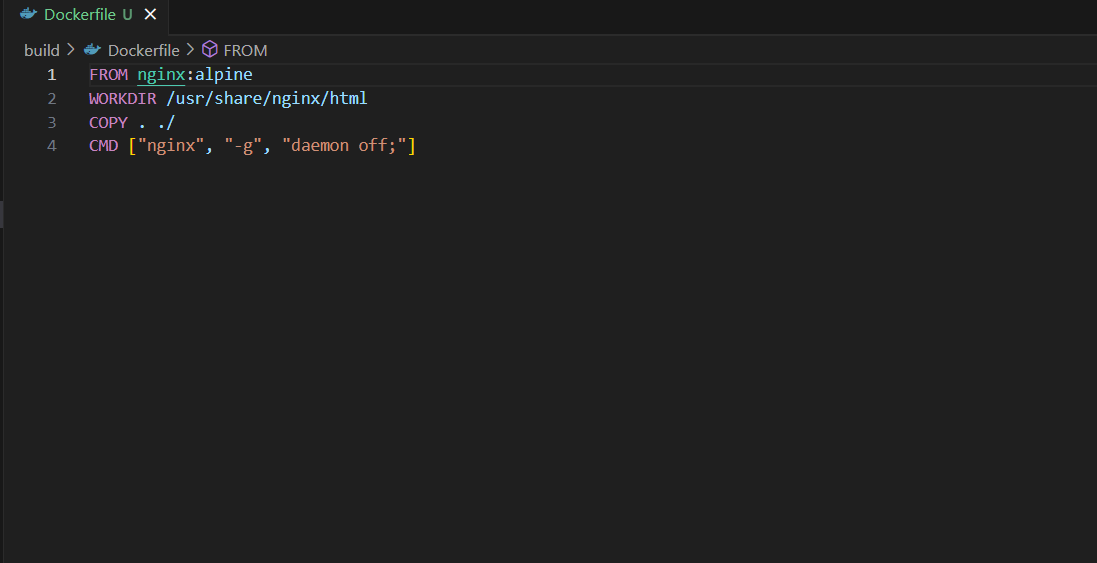 Dockerfile U
build > Dockerfile > FROM
1 FROM nginx:alpine
2 WORKDIR /usr/share/nginx/html
3 COPY . ./
4 CMD ["nginx", "-g", "daemon off;"]